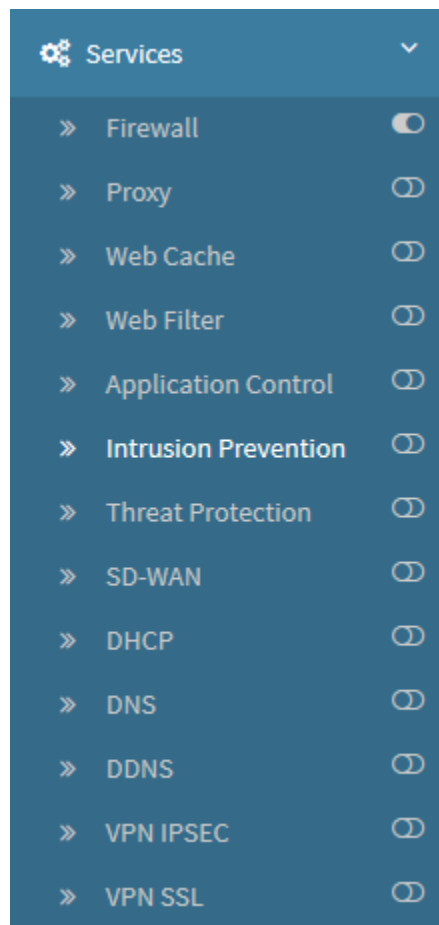 Services
Firewall
Proxy
Web Cache
Web Filter
Application Control
Intrusion Prevention
Threat Protection
SD-WAN
DHCP
DNS
DDNS
VPN IPSEC
VPN SSL